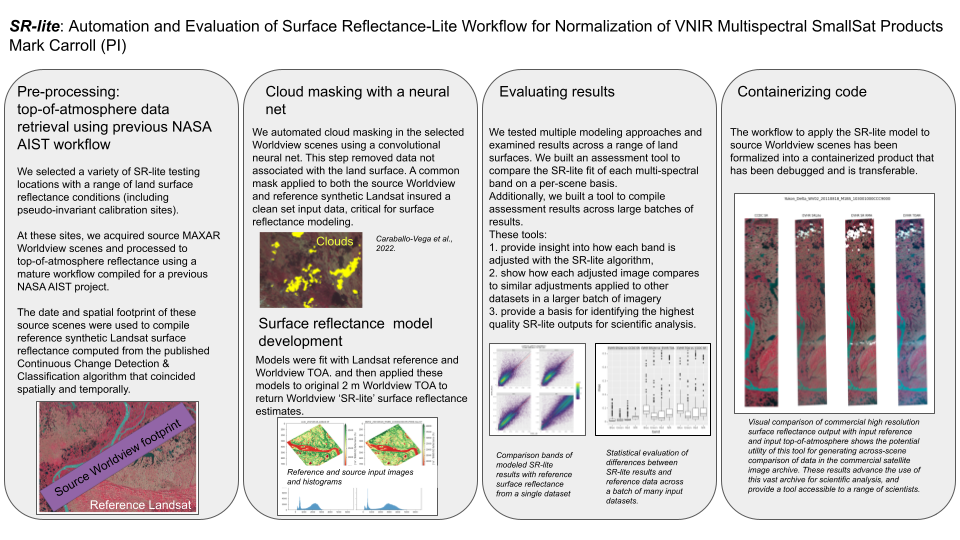 SR-lite: Automation and Evaluation of Surface Reflectance-Lite Workflow for Normalization of VNIR Multispectral SmallSat Products
Mark Carroll (PI)
Pre-processing:
top-of-atmosphere data
retrieval using previous NASA
AIST workflow
We selected a variety of SR-lite testing
locations with a range of land surface
reflectance conditions (including
pseudo-invariant calibration sites).
At these sites, we acquired source MAXAR
Worldview scenes and processed to
top-of-atmosphere reflectance using a
mature workflow compiled for a previous
NASA AIST project.
The date and spatial footprint of these
source scenes were used to compile
reference synthetic Landsat surface
reflectance computed from the published
Continuous Change Detection &
Classification algorithm that coincided
spatially and temporally.
Source Worldview footprint
Reference Landsat
Cloud masking with a neural
net
We automated cloud masking in the selected
Worldview scenes using a convolutional
neural net. This step removed data not
associated with the land surface. A common
mask applied to both the source Worldview
and reference synthetic Landsat insured a
clean set input data, critical for surface
reflectance modeling.
Clouds
Caraballo-Vega et al.,
2022.
Surface reflectance model
development
Models were fit with Landsat reference and
Worldview TOA. and then applied these
models to original 2 m Worldview TOA to
return Worldview ‘SR-lite’ surface reflectance
estimates.
Reference and source input images
and histograms
Evaluating results
We tested multiple modeling approaches and
examined results across a range of land
surfaces. We built an assessment tool to
compare the SR-lite fit of each multi-spectral
band on a per-scene basis.
Additionally, we built a tool to compile
assessment results across large batches of
results.
These tools:
1. provide insight into how each band is
adjusted with the SR-lite algorithm,
2. show how each adjusted image compares
to similar adjustments applied to other
datasets in a larger batch of imagery
3. provide a basis for identifying the highest
quality SR-lite outputs for scientific analysis.
Comparison bands of
modeled SR-lite
results with reference
surface reflectance
from a single dataset
Statistical evaluation of
differences between
SR-lite results and
reference data across
a batch of many input
datasets.
Containerizing code
The workflow to apply the SR-lite model to
source Worldview scenes has been
formalized into a containerized product that
has been debugged and is transferable.
Visual comparison of commercial high resolution
surface reflectance output with input reference
and input top-of-atmosphere shows the potential
utility of this tool for generating across-scene
comparison of data in the commercial satellite
image archive. These results advance the use of
this vast archive for scientific analysis, and
provide a tool accessible to a range of scientists.